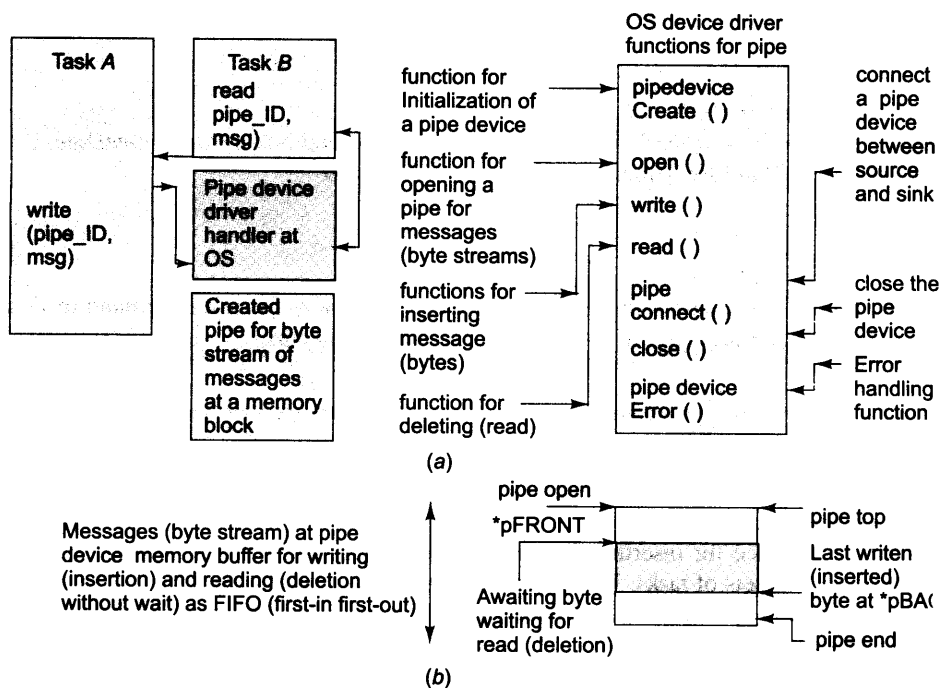 Task A
write
(pipe_ID,
msg)
Task B
read
pipe_ID,
msg)
Pipe device
driver
handler at
OS
Created
pipe for byte
stream of
messages
at a memory
block
OS device driver
functions for pipe
function for
Initialization of
a pipe device
function for
opening a
pipe for
messages
(byte streams)
functions for
inserting
message
(bytes)
function for
deleting (read)
pipedevice
Create ( )
open ( )
write ( )
read ( )
pipe
connect ( )
close ( )
pipe device
Error ( )
connect
a pipe
device
between
source
and sink
close the
pipe
device
Error
handling
function
(a)
Messages (byte stream) at pipe
device memory buffer for writing
(insertion) and reading (deletion
without wait) as FIFO (first-in first-out)
pipe open
*pFRONT
Awaiting byte
waiting for
read (deletion)
pipe top
Last writen
(inserted)
byte at *pBAC
pipe end
(b)